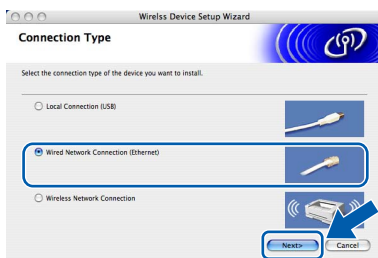 Wirelss Device Setup Wizard
Connection Type
Select the connection type of the device you want to install.
Local Connection (USB)
Wired Network Connection (Ethernet)
Wireless Network Connection
Next> Cancel